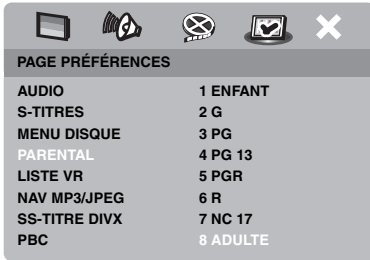 PAGE PRÉFÉRENCES
AUDIO 1 ENFANT
S-TITRES 2 G
MENU DISQUE 3 PG
PARENTAL 4 PG 13
LISTE VR 5 PGR
NAV MP3/JPEG 6 R
SS-TITRE DIVX 7 NC 17
PBC 8 ADULTE